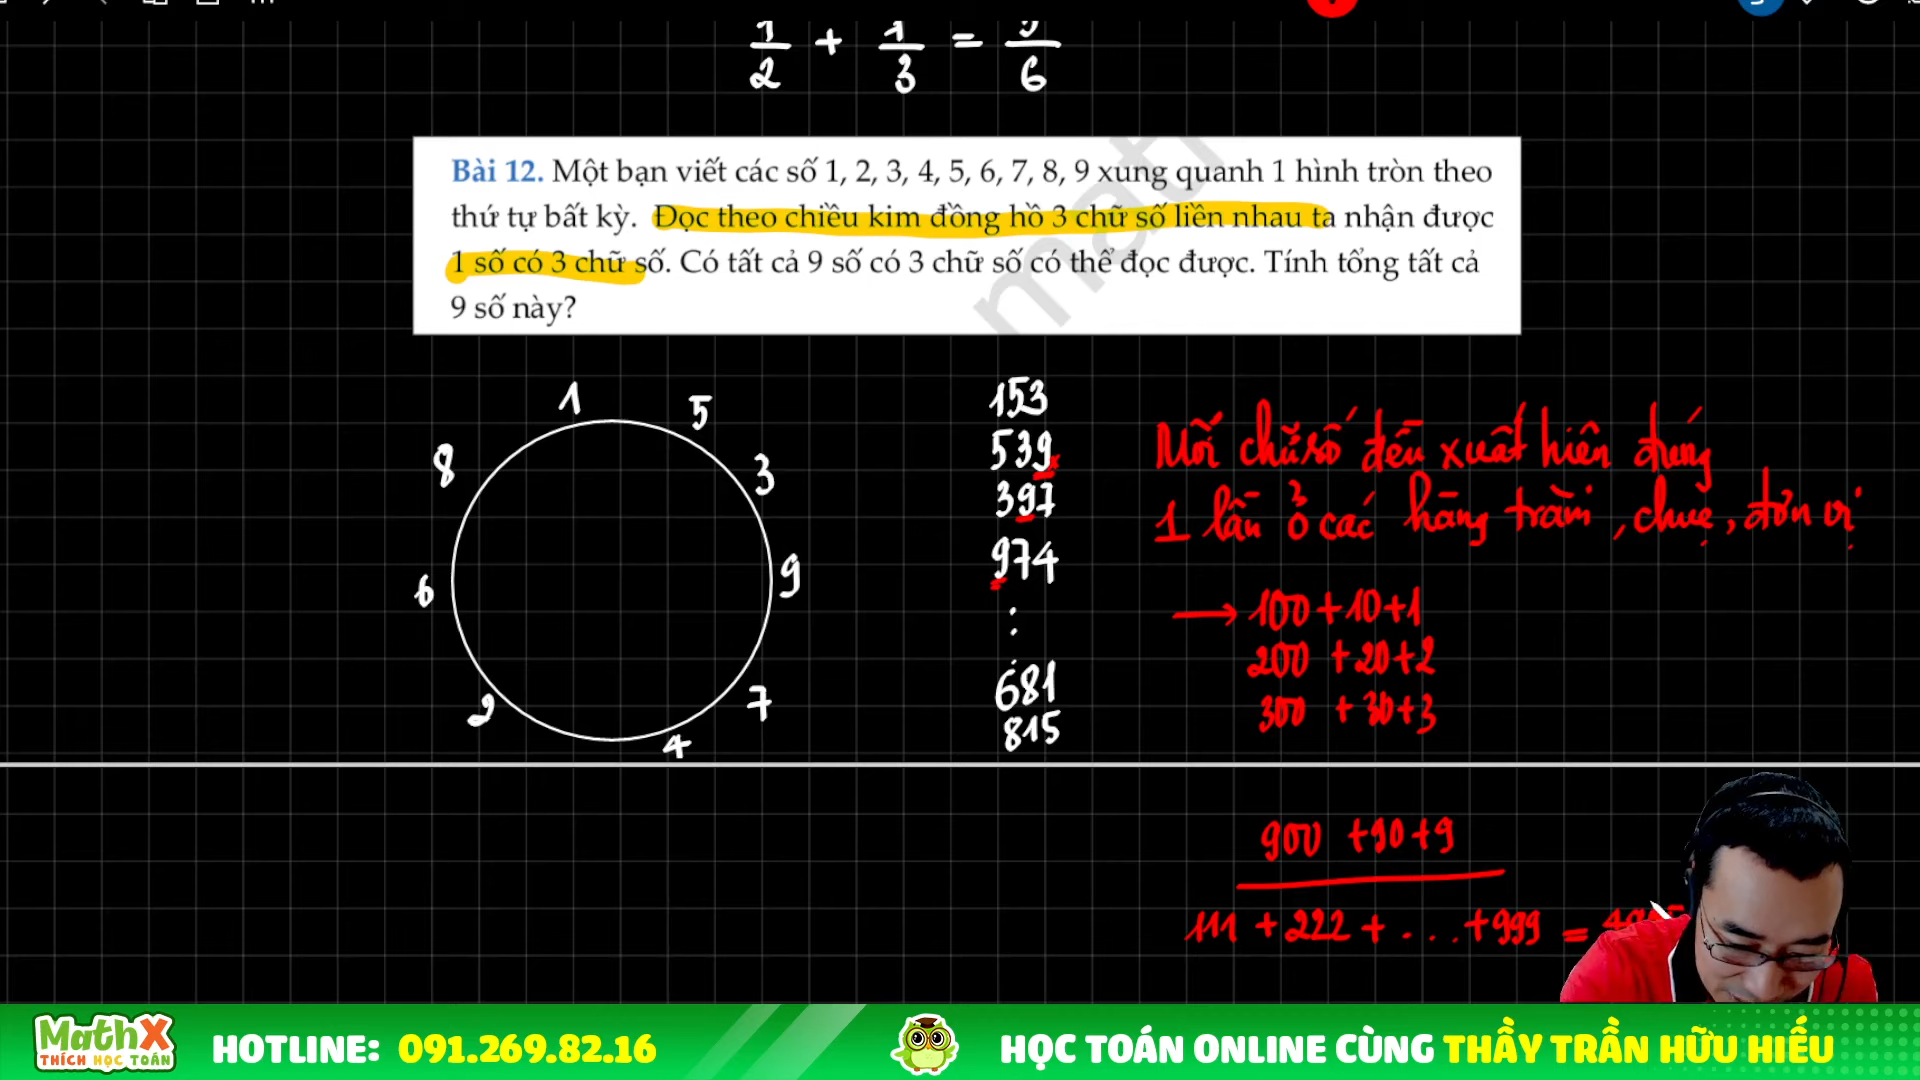 1/2 + 1/3 = 5/6
Bài 12. Một bạn viết các số 1, 2, 3, 4, 5, 6, 7, 8, 9 xung quanh 1 hình tròn theo
thứ tự bất kỳ. Đọc theo chiều kim đồng hồ 3 chữ số liền nhau ta nhận được
1 số có 3 chữ số. Có tất cả 9 số có 3 chữ số có thể đọc được. Tính tổng tất cả
9 số này?
1
5
3
9
7
4
2
6
8
153
539
397
974
:
681
815
Mỗi chữ số đều xuất hiện đúng
1 lần ở các hàng trăm, chục, đơn vị
→ 100 + 10 + 1
200 + 20 + 2
300 + 30 + 3
900 + 90 + 9
111 + 222 + ... + 999 =
MathX
THÍCH HỌC TOÁN
HOTLINE: 091.269.82.16
HỌC TOÁN ONLINE CÙNG THẦY TRẦN HỮU HIẾU